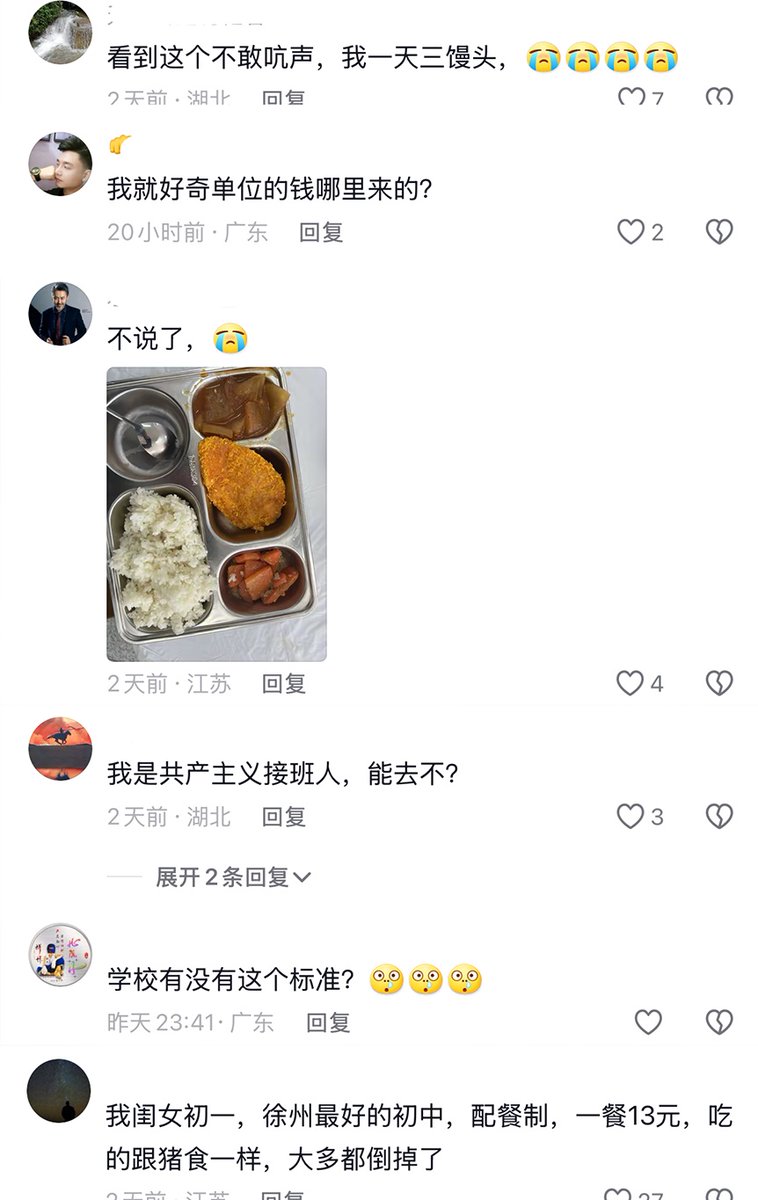 看到这个不敢吭声，我一天三馒头，😭😭😭😭
2天前 · 湖北 回复 7
我就好奇单位的钱哪里来的?
20小时前 · 广东 回复 2
不说了，😭
2天前 · 江苏 回复 4
我是共产主义接班人，能去不?
2天前 · 湖北 回复 3
展开2条回复
学校有没有这个标准?
昨天23:41 · 广东 回复
我闺女初一，徐州最好的初中，配餐制，一餐13元，吃
的跟猪食一样，大多都倒掉了
2天前 · 江苏 回复 27